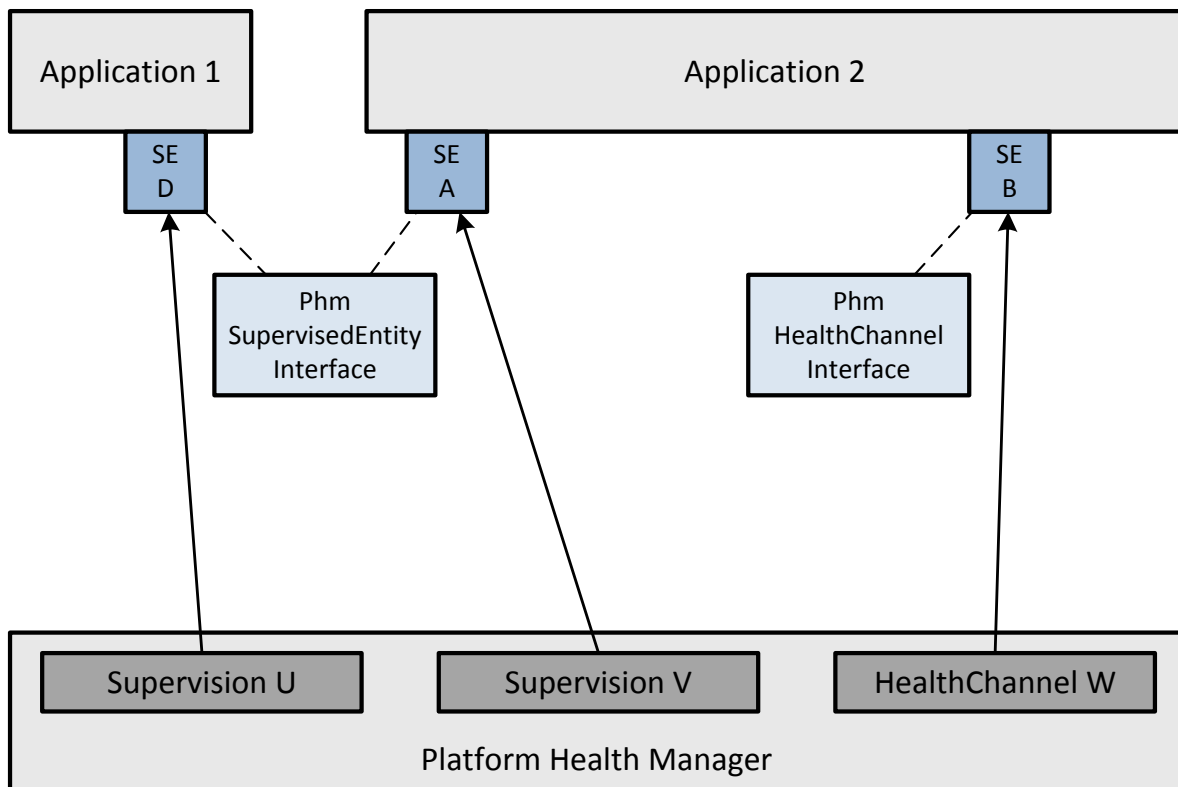 Application 1
Application 2
SE
D
SE
A
SE
B
Phm
SupervisedEntity
Interface
Phm
HealthChannel
Interface
Supervision U
Supervision V
HealthChannel W
Platform Health Manager